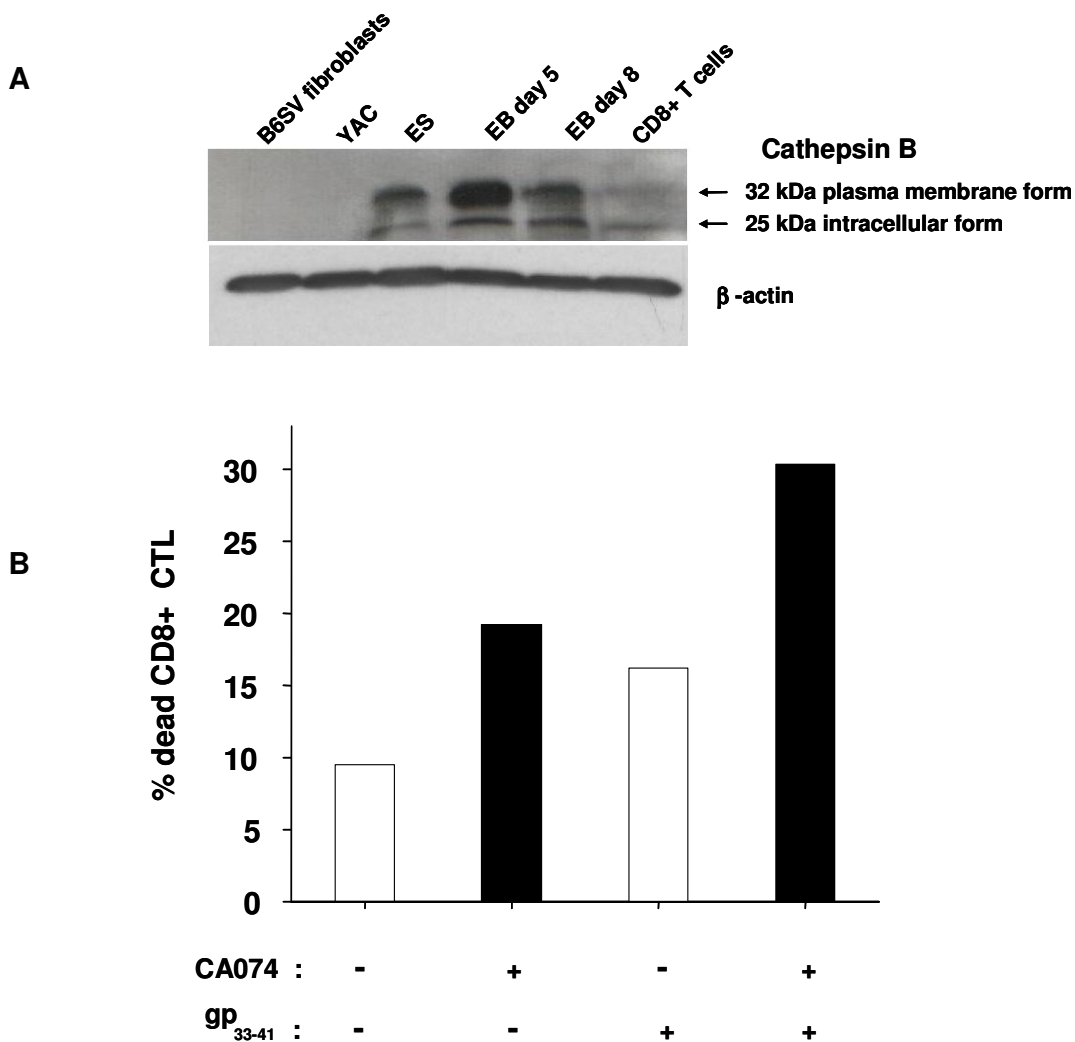 A
B6SV fibroblasts
YAC
ES
EB day 5
EB day 8
CD8+ T cells
Cathepsin B
32 kDa plasma membrane form
25 kDa intracellular form
β -actin
B
% dead CD8+ CTL
30
25
20
15
10
5
0
CA074 : - + - +
gp33-41 : - - + +